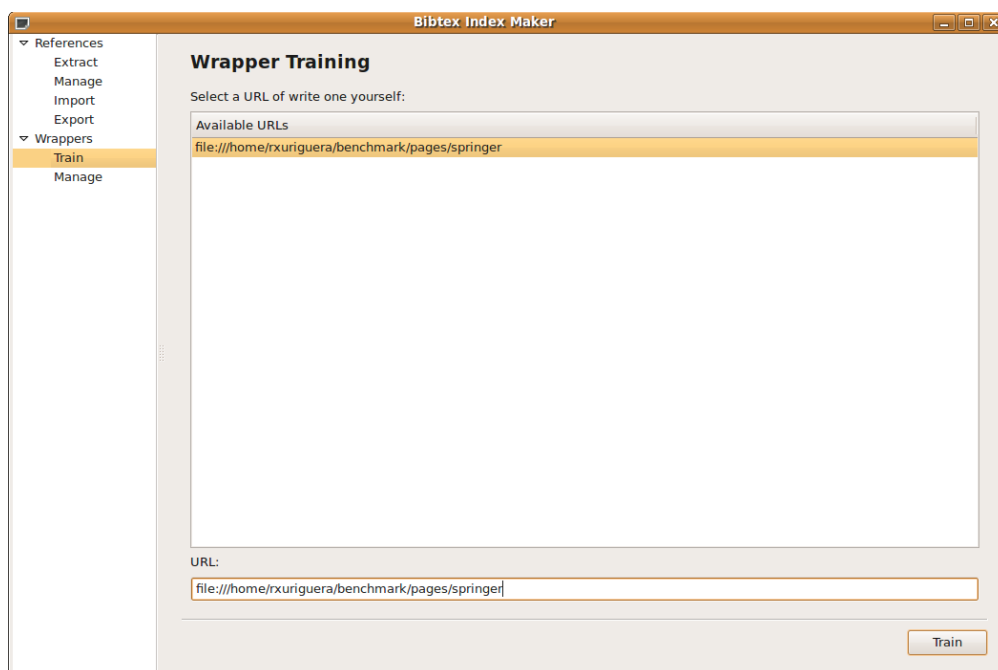 Bibtex Index Maker
References
Extract
Manage
Import
Export
Wrappers
Train
Manage
Wrapper Training
Select a URL of write one yourself:
Available URLs
file:///home/rxuriguera/benchmark/pages/springer
URL:
file:///home/rxuriguera/benchmark/pages/springer
Train